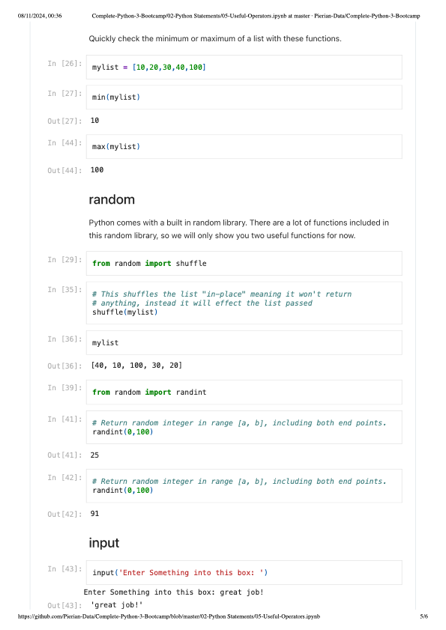 08/11/2024, 00:36 Complete-Python-3-Bootcamp/02-Python Statements/05-Useful-Operators.ipynb at master · Pierian-Data/Complete-Python-3-Bootcamp
Quickly check the minimum or maximum of a list with these functions.
In [26]: mylist = [10,20,30,40,100]
In [27]: min(mylist)
Out[27]: 10
In [44]: max(mylist)
Out[44]: 100
random
Python comes with a built in random library. There are a lot of functions included in
this random library, so we will only show you two useful functions for now.
In [29]: from random import shuffle
In [35]: # This shuffles the list "in-place" meaning it won't return
# anything, instead it will effect the list passed
shuffle(mylist)
In [36]: mylist
Out[36]: [40, 10, 100, 30, 20]
In [39]: from random import randint
In [41]: # Return random integer in range [a, b], including both end points.
randint(0,100)
Out[41]: 25
In [42]: # Return random integer in range [a, b], including both end points.
randint(0,100)
Out[42]: 91
input
In [43]: input('Enter Something into this box: ')
Enter Something into this box: great job!
Out[43]: 'great job!'
https://github.com/Pierian-Data/Complete-Python-3-Bootcamp/blob/master/02-Python Statements/05-Useful-Operators.ipynb 5/6